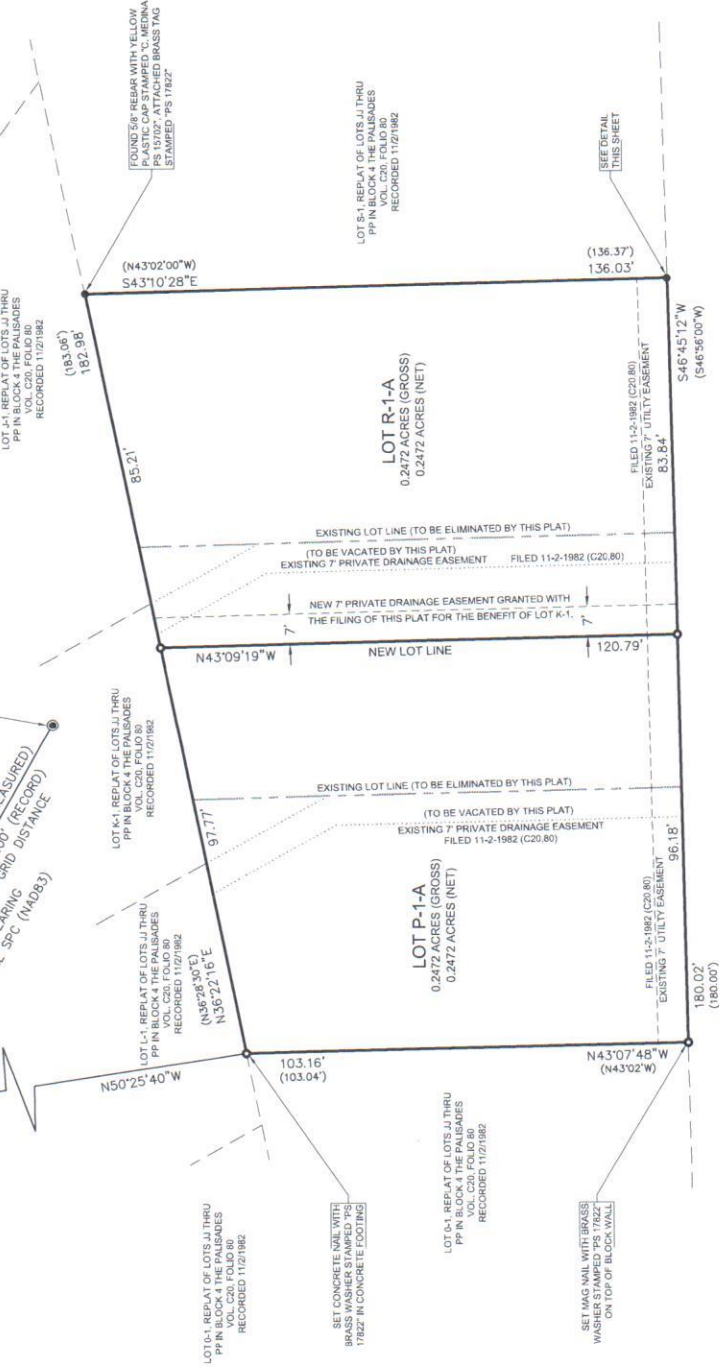 LOT J-1, REPLAT OF LOTS JJ THRU
PP IN BLOCK 4 THE PALISADES
VOL. C20, FOLIO 80
RECORDED 11/2/1982
FOUND 5/8" REBAR WITH YELLOW
PLASTIC CAP STAMPED "C. MEDINA
PS 15702", ATTACHED BRASS TAG
STAMPED "PS 17822"
(183.06')
182.98'
(N43°02'00"W)
S43°10'28"E
(136.37')
136.03'
LOT S-1, REPLAT OF LOTS JJ THRU
PP IN BLOCK 4 THE PALISADES
VOL. C20, FOLIO 80
RECORDED 11/2/1982
SEE DETAIL
THIS SHEET
S46°45'12"W
(S46°56'00"W)
85.21'
LOT R-1-A
0.2472 ACRES (GROSS)
0.2472 ACRES (NET)
FILED 11-2-1982 (C20,80)
EXISTING 7' UTILTY EASEMENT
83.84'
EXISTING LOT LINE (TO BE ELIMINATED BY THIS PLAT)
(TO BE VACATED BY THIS PLAT)
EXISTING 7' PRIVATE DRAINAGE EASEMENT FILED 11-2-1982 (C20,80)
NEW 7' PRIVATE DRAINAGE EASEMENT GRANTED WITH
THE FILING OF THIS PLAT FOR THE BENEFIT OF LOT K-1.
7'
7'
N43°09'19"W
NEW LOT LINE
120.79'
ASURED)
00' (RECORD)
GRID DISTANCE
EARING
SPC (NAD83)
LOT K-1, REPLAT OF LOTS JJ THRU
PP IN BLOCK 4 THE PALISADES
VOL. C20, FOLIO 80
RECORDED 11/2/1982
97.77'
EXISTING LOT LINE (TO BE ELIMINATED BY THIS PLAT)
(TO BE VACATED BY THIS PLAT)
EXISTING 7' PRIVATE DRAINAGE EASEMENT
FILED 11-2-1982 (C20,80)
LOT L-1, REPLAT OF LOTS JJ THRU
PP IN BLOCK 4 THE PALISADES
VOL. C20, FOLIO 80
RECORDED 11/2/1982
(N36°28'30"E)
N36°22'16"E
LOT P-1-A
0.2472 ACRES (GROSS)
0.2472 ACRES (NET)
FILED 11-2-1982 (C20,80)
EXISTING 7' UTILITY EASEMENT
96.18'
180.02'
(180.00')
N50°25'40"W
103.16'
(103.04')
N43°07'48"W
(N43°02'W)
LOT 0-1, REPLAT OF LOTS JJ THRU
PP IN BLOCK 4 THE PALISADES
VOL. C20, FOLIO 80
RECORDED 11/2/1982
SET CONCRETE NAIL WITH
BRASS WASHER STAMPED "PS
17822" IN CONCRETE FOOTING
LOT 0-1, REPLAT OF LOTS JJ THRU
PP IN BLOCK 4 THE PALISADES
VOL. C20, FOLIO 80
RECORDED 11/2/1982
SET MAG NAIL WITH BRASS
WASHER STAMPED "PS 17822"
ON TOP OF BLOCK WALL